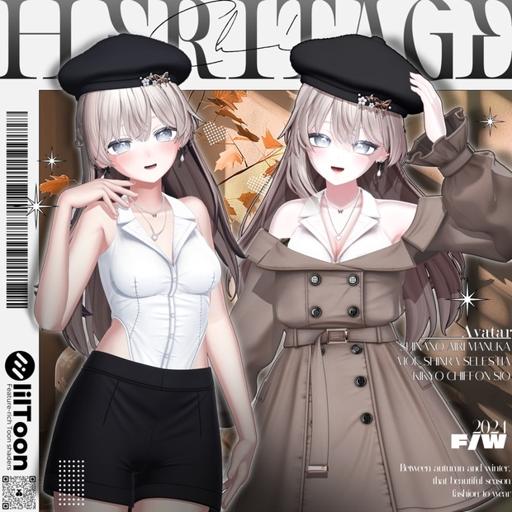 HERITAGE
Avatar
SHINANO AIRI MANUKA
MOE SHINRA SELESTIA
KIKYO CHIFFON SIO
2024
F/W
Between autumn and winter,
that beautiful season
fashion to wear
lilToon
Feature-rich Toon shaders